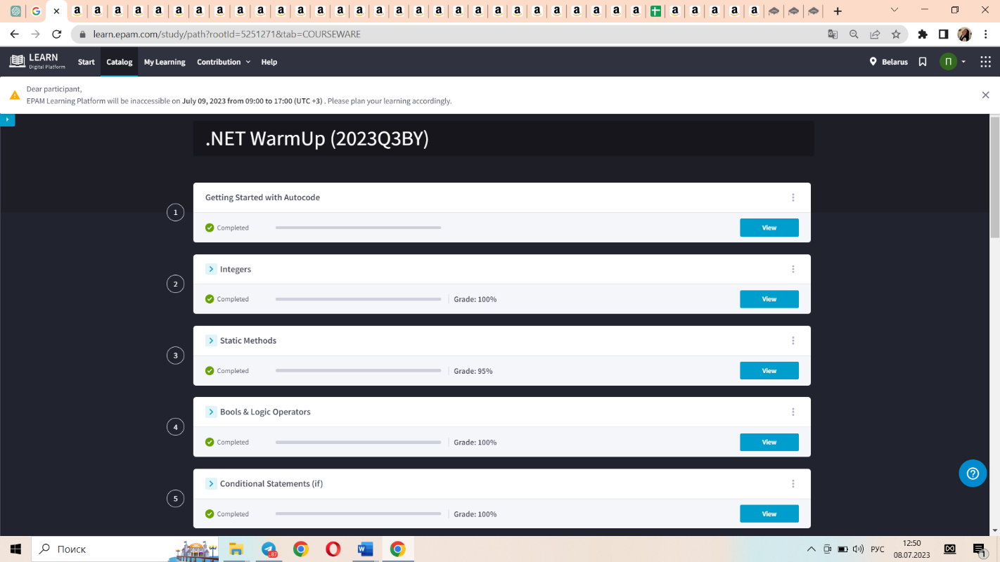 learn.epam.com/study/path?rootId=5251271&tab=COURSEWARE
LEARN
Digital Platform
Start
Catalog
My Learning
Contribution
Help
Belarus
П
Dear participant,
EPAM Learning Platform will be inaccessible on July 09, 2023 from 09:00 to 17:00 (UTC +3) . Please plan your learning accordingly.
.NET WarmUp (2023Q3BY)
1
Getting Started with Autocode
Completed
View
2
Integers
Completed
Grade: 100%
View
3
Static Methods
Completed
Grade: 95%
View
4
Bools & Logic Operators
Completed
Grade: 100%
View
5
Conditional Statements (if)
Completed
Grade: 100%
View
Поиск
87
РУС
12:50
08.07.2023
1